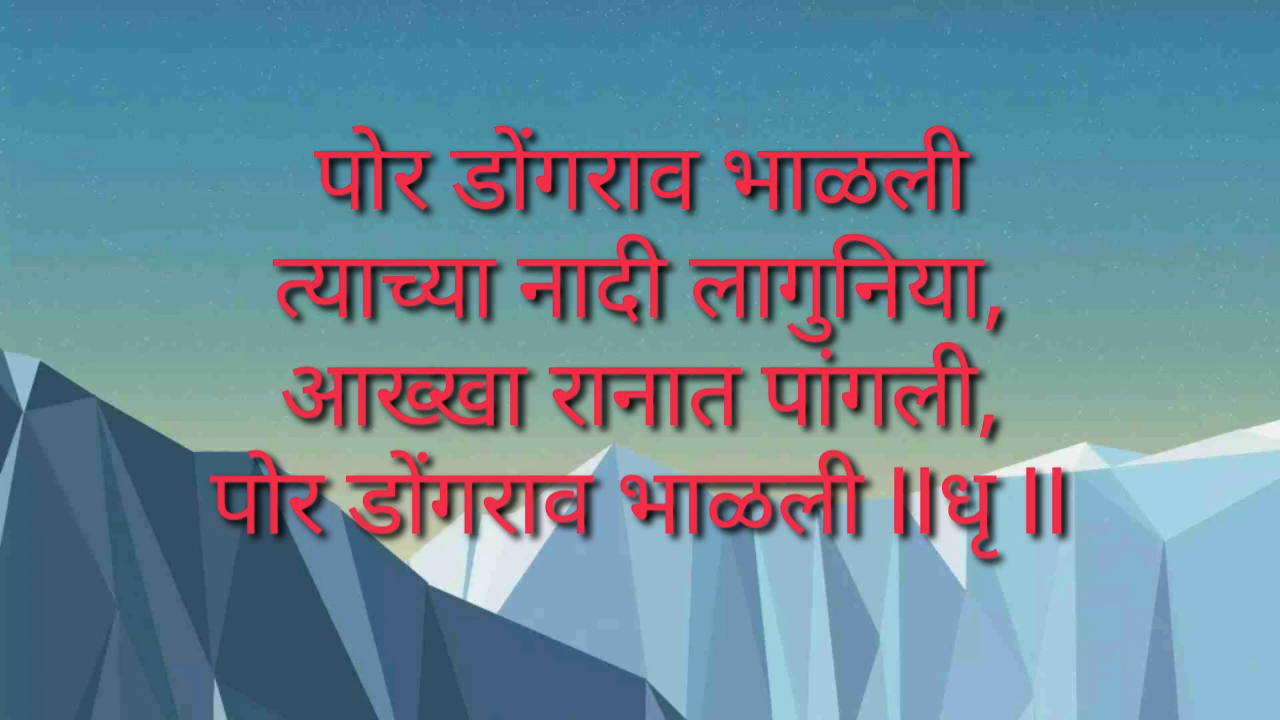 पोर डोंगराव भाळली
त्याच्या नादी लागुनिया,
आख्खा रानात पांगली,
पोर डोंगराव भाळली ॥धृ ॥